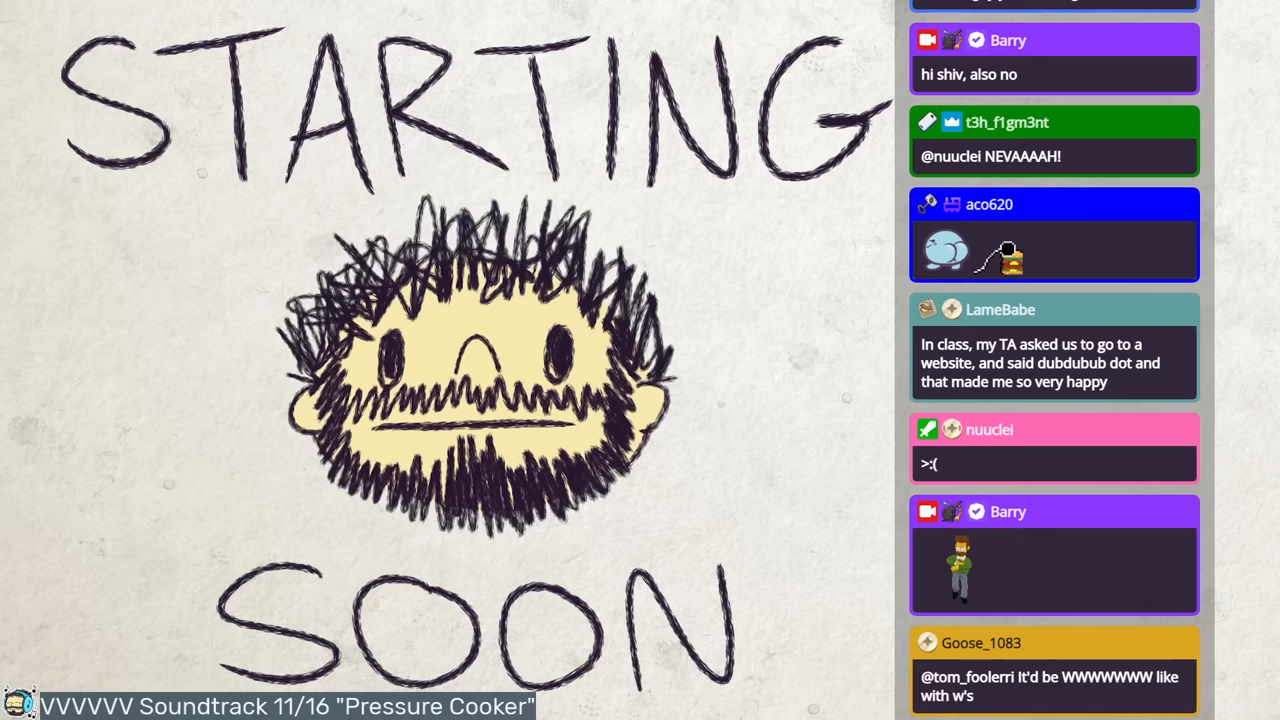 STARTING
SOON
VVVVVV Soundtrack 11/16 "Pressure Cooker"
Barry
hi shiv, also no
t3h_f1gm3nt
@nuuclei NEVAAAAH!
aco620
LameBabe
In class, my TA asked us to go to a
website, and said dubdubub dot and
that made me so very happy
nuuclei
>:(
Barry
Goose_1083
@tom_foolerri It'd be WWWWWWW like
with w's